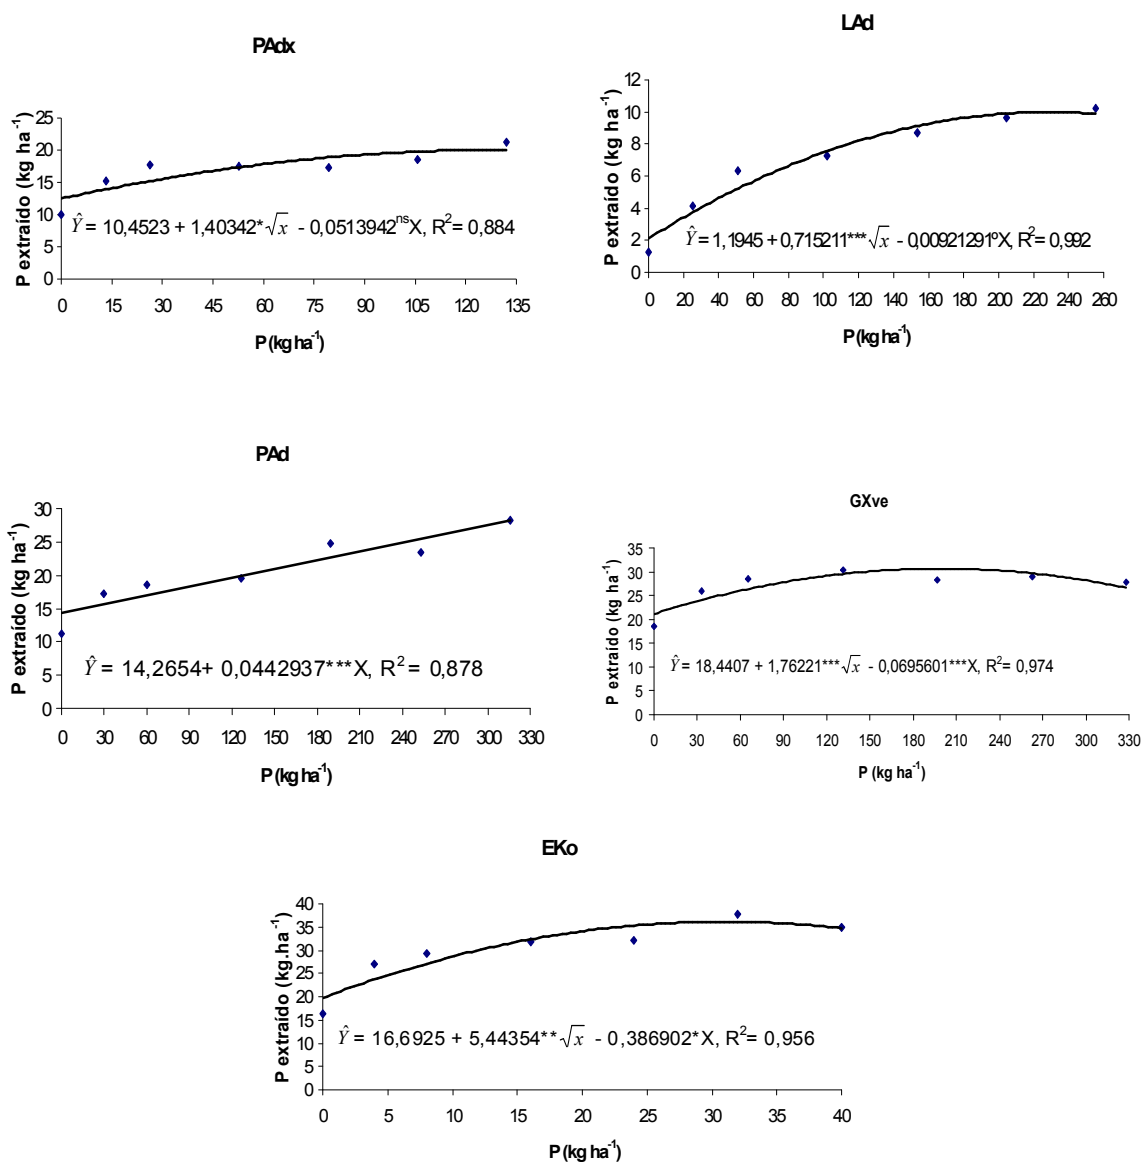 PAdx
P extraído (kg ha⁻¹)
25
20
15
10
5
0
Ŷ = 10,4523 + 1,40342* √x - 0,0513942ⁿˢX, R² = 0,884
0 15 30 45 60 75 90 105 120 135
P (kg ha⁻¹)
LAd
P extraído (kg ha⁻¹)
12
10
8
6
4
2
0
Ŷ = 1,1945 + 0,715211*** √x - 0,00921291ºX, R² = 0,992
0 20 40 60 80 100 120 140 160 180 200 220 240 260
P (kg ha⁻¹)
PAd
P extraído (kg ha⁻¹)
30
25
20
15
10
5
0
Ŷ = 14,2654+ 0,0442937***X, R² = 0,878
0 30 60 90 120 150 180 210 240 270 300 330
P (kg ha⁻¹)
GXve
P extraído (kg ha⁻¹)
35
30
25
20
15
10
5
0
Ŷ = 18,4407 + 1,76221*** √x - 0,0695601***X, R² = 0,974
0 30 60 90 120 150 180 210 240 270 300 330
P (kg ha⁻¹)
EKo
P extraído (kg.ha⁻¹)
40
35
30
25
20
15
10
5
0
Ŷ = 16,6925 + 5,44354** √x - 0,386902*X, R² = 0,956
0 5 10 15 20 25 30 35 40
P (kg ha⁻¹)